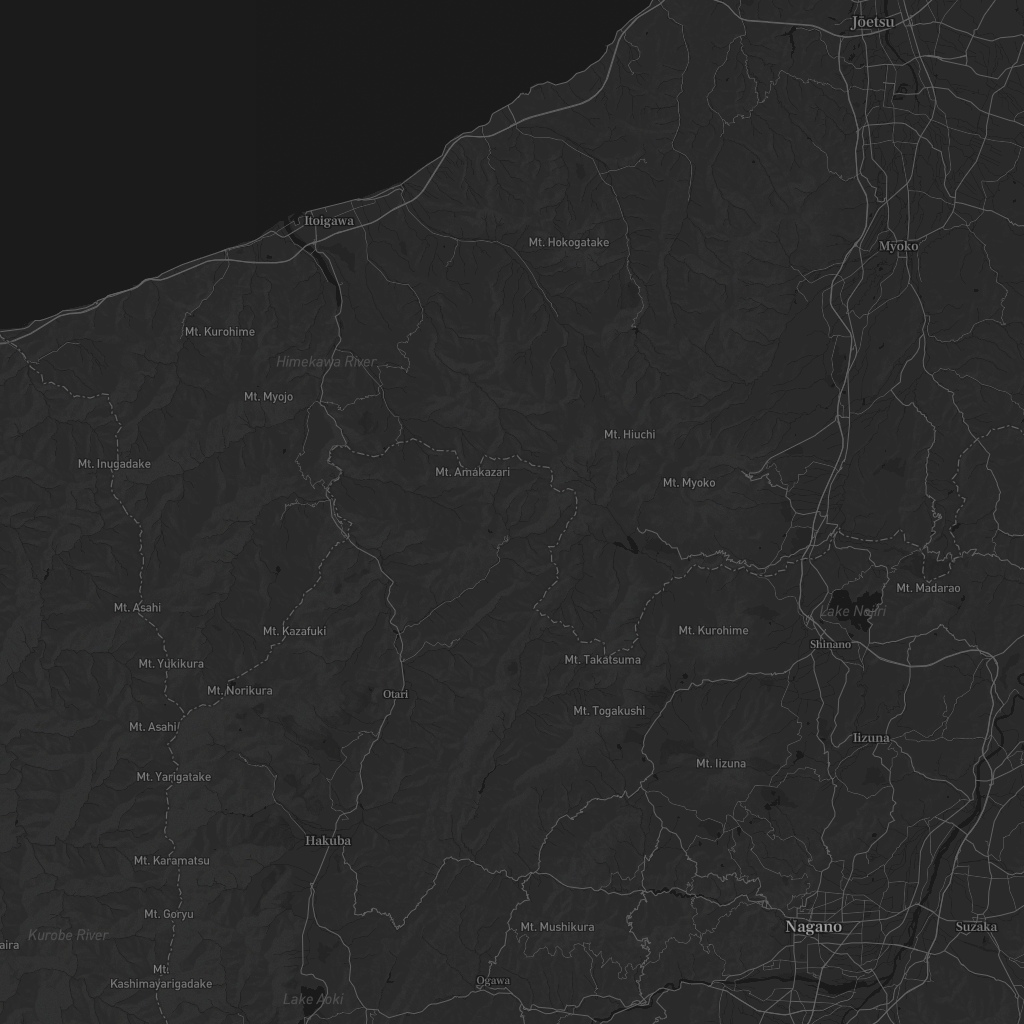 Jōetsu
Itoigawa
Mt. Hokogatake
Myoko
Mt. Kurohime
Himekawa River
Mt. Myojo
Mt. Hiuchi
Mt. Inugadake
Mt. Amakazari
Mt. Myoko
Mt. Madarao
Mt. Asahi
Lake Nojiri
Mt. Kazafuki
Mt. Kurohime
Shinano
Mt. Yukikura
Mt. Takatsuma
Mt. Norikura
Otari
Mt. Togakushi
Mt. Asahi
Iizuna
Mt. Iizuna
Mt. Yarigatake
Hakuba
Mt. Karamatsu
Mt. Goryu
Mt. Mushikura
Nagano
Suzaka
Kurobe River
aira
Mt.
Kashimayarigadake
Ogawa
Lake Aoki